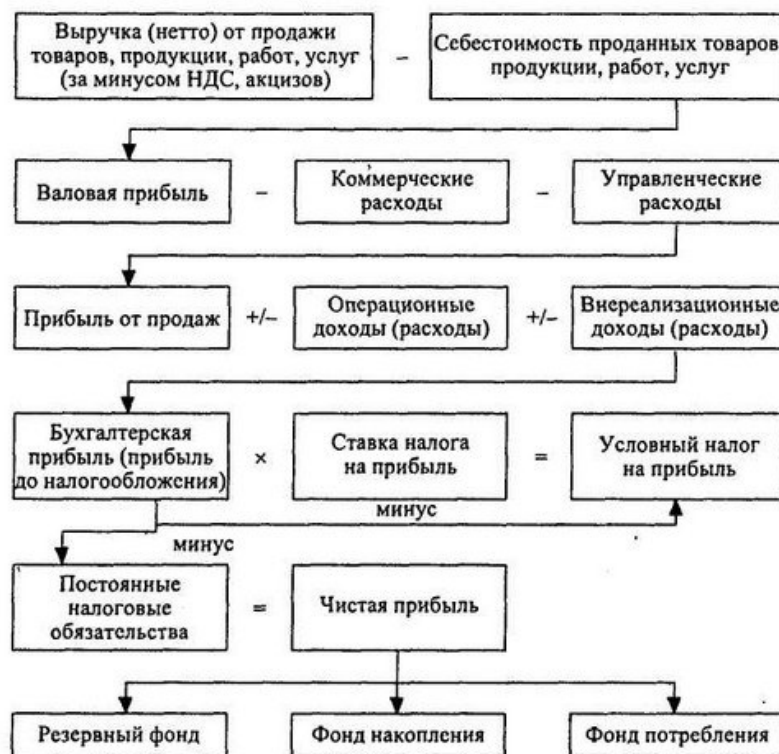 Выручка (нетто) от продажи
товаров, продукции, работ, услуг
(за минусом НДС, акцизов)
–
Себестоимость проданных товаров,
продукции, работ, услуг
Валовая прибыль
–
Коммерческие
расходы
–
Управленческие
расходы
Прибыль от продаж
+/–
Операционные
доходы (расходы)
+/–
Внереализационные
доходы (расходы)
Бухгалтерская
прибыль (прибыль
до налогообложения)
×
Ставка налога
на прибыль
=
Условный налог
на прибыль
минус
минус
Постоянные
налоговые
обязательства
=
Чистая прибыль
Резервный фонд
Фонд накопления
Фонд потребления